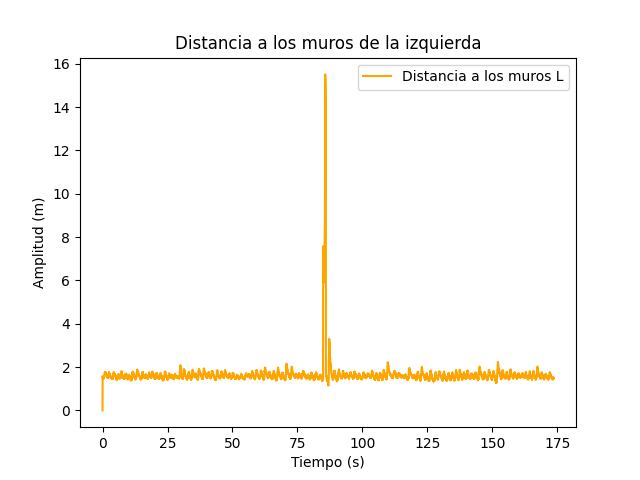 Distancia a los muros de la izquierda
Distancia a los muros L
16
14
12
10
8
6
4
2
0
Amplitud (m)
0 25 50 75 100 125 150 175
Tiempo (s)